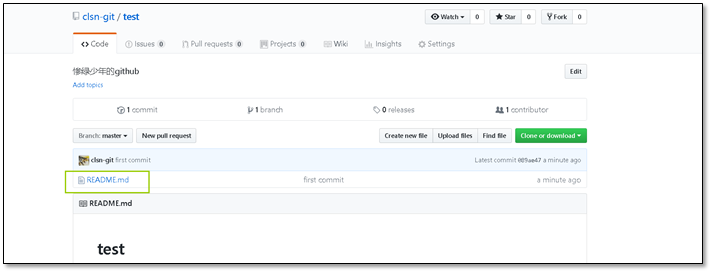 clsn-git / test
Watch 0 Star 0 Fork 0
Code Issues 0 Pull requests 0 Projects 0 Wiki Insights Settings
惨绿少年的github Edit
Add topics
1 commit 1 branch 0 releases 1 contributor
Branch: master New pull request Create new file Upload files Find file Clone or download
clsn-git first commit Latest commit 089ae47 a minute ago
README.md first commit a minute ago
README.md
test